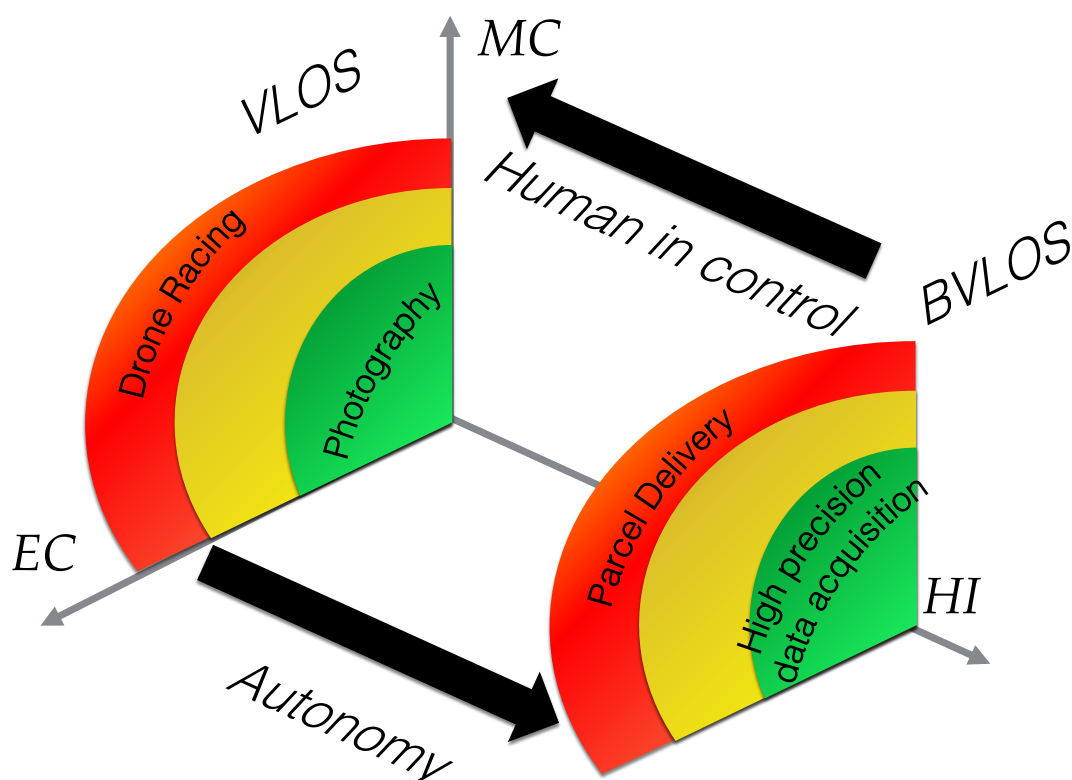 MC
VLOS
Human in control
BVLOS
Drone Racing
Photography
EC
Parcel Delivery
High precision
data acquisition
HI
Autonomy